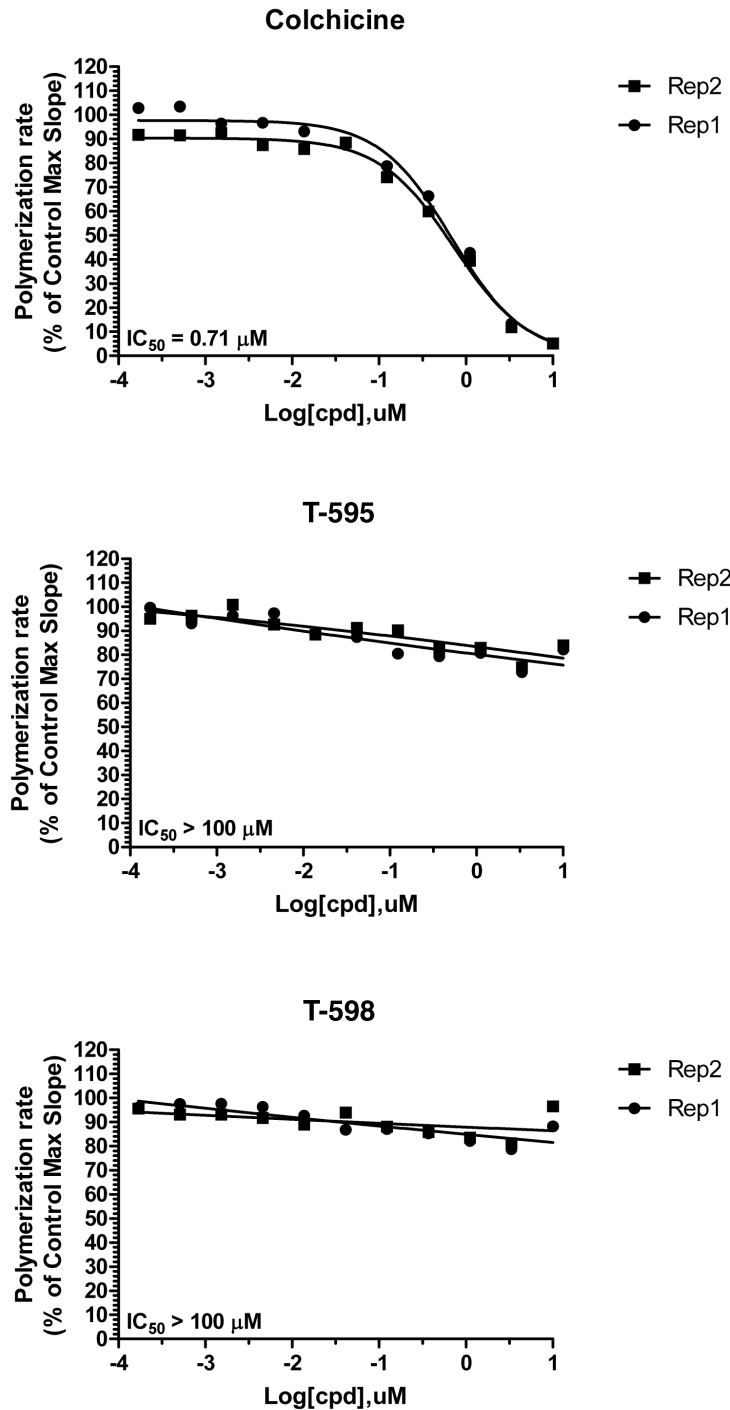 Colchicine
Polymerization rate
(% of Control Max Slope)
120
110
100
90
80
70
60
50
40
30
20
10
0
IC50 = 0.71 μM
-4 -3 -2 -1 0 1
Log[cpd],uM
Rep2
Rep1
T-595
Polymerization rate
(% of Control Max Slope)
120
110
100
90
80
70
60
50
40
30
20
10
0
IC50 > 100 μM
-4 -3 -2 -1 0 1
Log[cpd],uM
Rep2
Rep1
T-598
Polymerization rate
(% of Control Max Slope)
120
110
100
90
80
70
60
50
40
30
20
10
0
IC50 > 100 μM
-4 -3 -2 -1 0 1
Log[cpd],uM
Rep2
Rep1